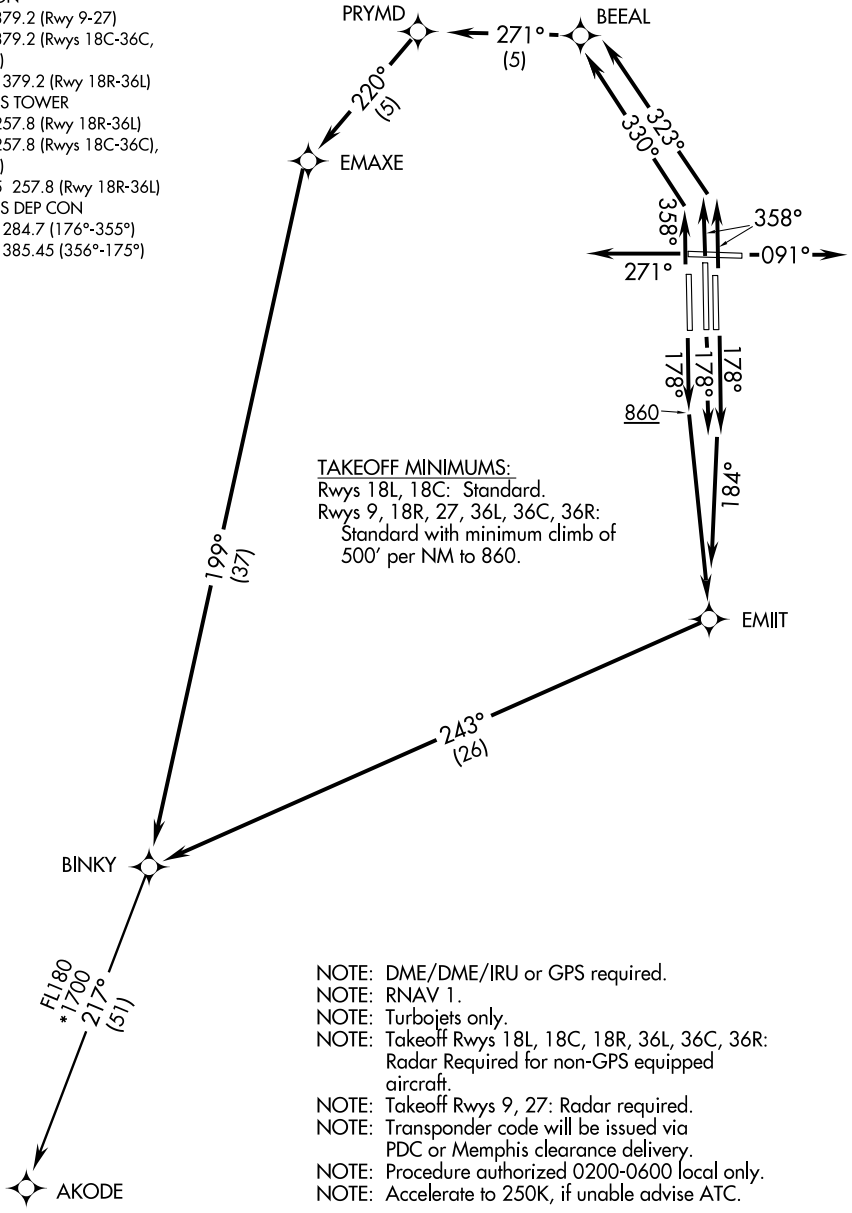 379.2 (Rwy 9-27)
379.2 (Rwys 18C-36C,
)
379.2 (Rwy 18R-36L)
S TOWER
257.8 (Rwy 18R-36L)
257.8 (Rwys 18C-36C),
)
257.8 (Rwy 18R-36L)
S DEP CON
284.7 (176°-355°)
385.45 (356°-175°)
PRYMD
BEEAL
271°
(5)
220°
(5)
EMAXE
330°
323°
358°
358°
271°
091°
178°
178°
178°
860
184°
TAKEOFF MINIMUMS:
Rwys 18L, 18C: Standard.
Rwys 9, 18R, 27, 36L, 36C, 36R:
Standard with minimum climb of
500' per NM to 860.
199°
(37)
EMIIT
243°
(26)
BINKY
FL180
*1700
217°
(51)
AKODE
NOTE: DME/DME/IRU or GPS required.
NOTE: RNAV 1.
NOTE: Turbojets only.
NOTE: Takeoff Rwys 18L, 18C, 18R, 36L, 36C, 36R:
Radar Required for non-GPS equipped
aircraft.
NOTE: Takeoff Rwys 9, 27: Radar required.
NOTE: Transponder code will be issued via
PDC or Memphis clearance delivery.
NOTE: Procedure authorized 0200-0600 local only.
NOTE: Accelerate to 250K, if unable advise ATC.